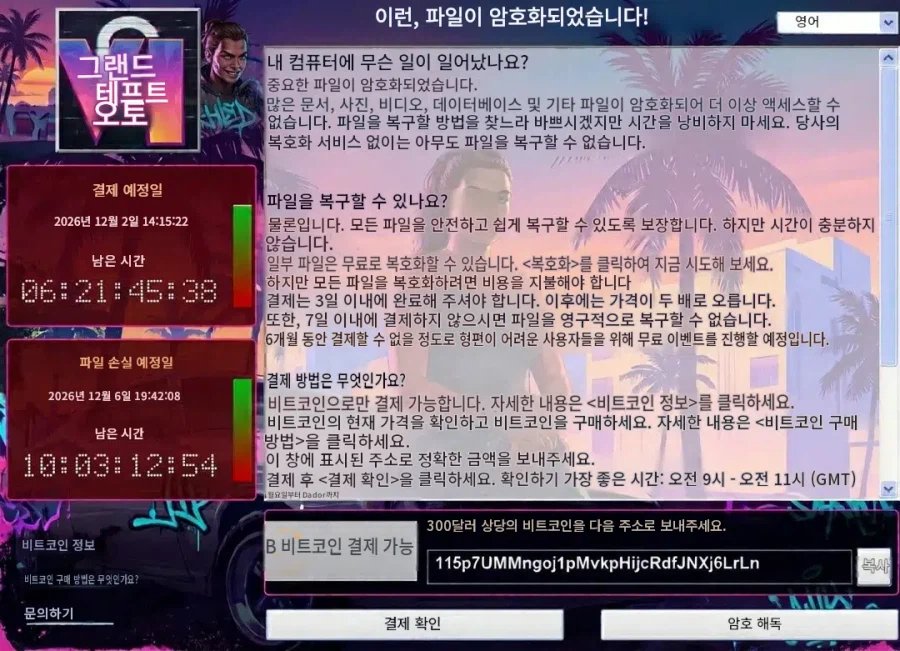 이런, 파일이 암호화되었습니다!
영어
그랜드
테프트
오토
VI
결제 예정일
2026년 12월 2일 14:15:22
남은 시간
06:21:45:38
파일 손실 예정일
2026년 12월 6일 19:42:08
남은 시간
10:03:12:54
비트코인 정보
비트코인 구매 방법은 무엇인가요?
문의하기
내 컴퓨터에 무슨 일이 일어났나요?
중요한 파일이 암호화되었습니다.
많은 문서, 사진, 비디오, 데이터베이스 및 기타 파일이 암호화되어 더 이상 액세스할 수
없습니다. 파일을 복구할 방법을 찾느라 바쁘시겠지만 시간을 낭비하지 마세요. 당사의
복호화 서비스 없이는 아무도 파일을 복구할 수 없습니다.
파일을 복구할 수 있나요?
물론입니다. 모든 파일을 안전하고 쉽게 복구할 수 있도록 보장합니다. 하지만 시간이 충분하지
않습니다.
일부 파일은 무료로 복호화할 수 있습니다. <복호화>를 클릭하여 지금 시도해 보세요.
하지만 모든 파일을 복호화하려면 비용을 지불해야 합니다
결제는 3일 이내에 완료해 주셔야 합니다. 이후에는 가격이 두 배로 오릅니다.
또한, 7일 이내에 결제하지 않으시면 파일을 영구적으로 복구할 수 없습니다.
6개월 동안 결제할 수 없을 정도로 형편이 어려운 사용자들을 위해 무료 이벤트를 진행할 예정입니다.
결제 방법은 무엇인가요?
비트코인으로만 결제 가능합니다. 자세한 내용은 <비트코인 정보>를 클릭하세요.
비트코인의 현재 가격을 확인하고 비트코인을 구매하세요. 자세한 내용은 <비트코인 구매
방법>을 클릭하세요.
이 창에 표시된 주소로 정확한 금액을 보내주세요.
결제 후 <결제 확인>을 클릭하세요. 확인하기 가장 좋은 시간: 오전 9시 - 오전 11시 (GMT)
월요일부터 Dador까지
B 비트코인 결제 가능
300달러 상당의 비트코인을 다음 주소로 보내주세요.
115p7UMMngoj1pMvkpHijcRdfJNXj6LrLn
복사
결제 확인
암호 해독